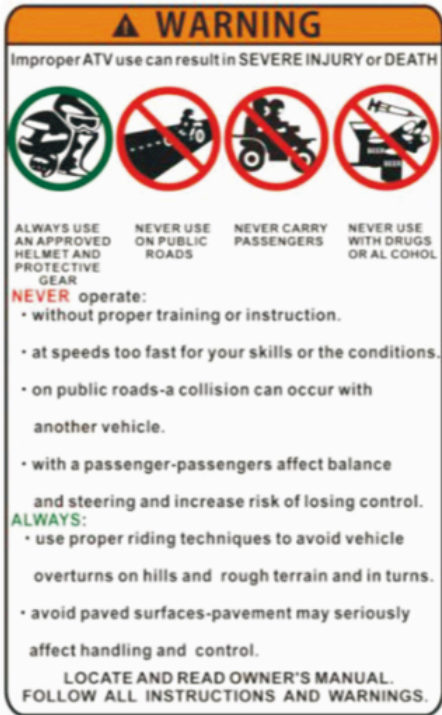 WARNING
Improper ATV use can result in SEVERE INJURY or DEATH
BEER
BEER
ALWAYS USE
AN APPROVED
HELMET AND
PROTECTIVE
GEAR
NEVER USE
ON PUBLIC
ROADS
NEVER CARRY
PASSENGERS
NEVER USE
WITH DRUGS
OR AL COHOL
NEVER operate:
· without proper training or instruction.
· at speeds too fast for your skills or the conditions.
· on public roads-a collision can occur with
another vehicle.
· with a passenger-passengers affect balance
and steering and increase risk of losing control.
ALWAYS:
· use proper riding techniques to avoid vehicle
overturns on hills and rough terrain and in turns.
· avoid paved surfaces-pavement may seriously
affect handling and control.
LOCATE AND READ OWNER'S MANUAL.
FOLLOW ALL INSTRUCTIONS AND WARNINGS.